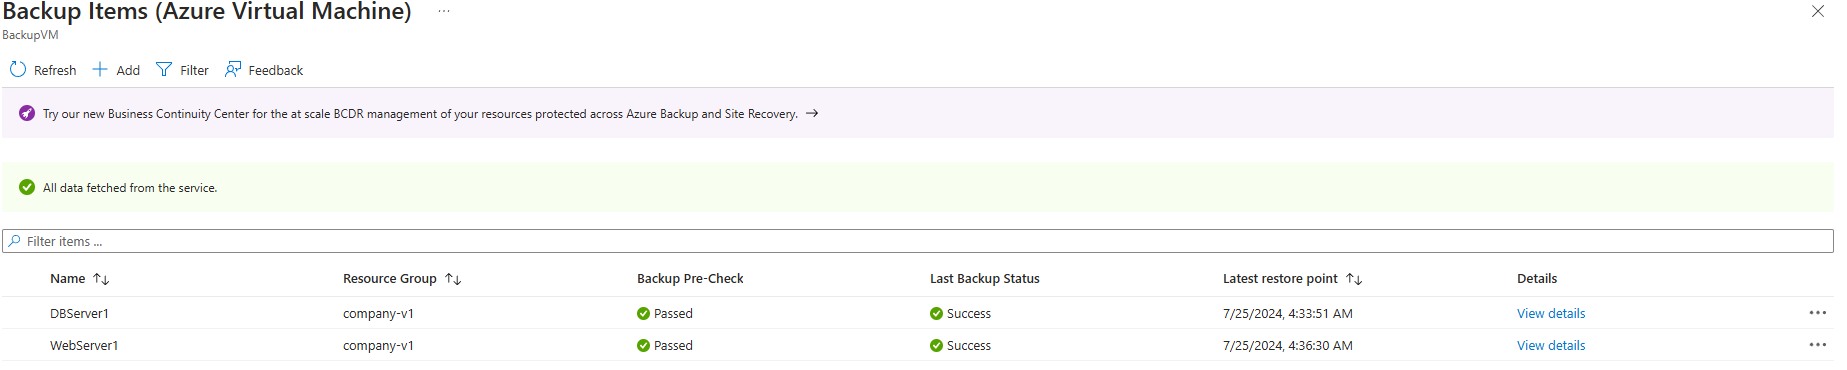 Backup Items (Azure Virtual Machine) ...
BackupVM
Refresh Add Filter Feedback
Try our new Business Continuity Center for the at scale BCDR management of your resources protected across Azure Backup and Site Recovery. →
All data fetched from the service.
Filter items ...
Name ↑↓ Resource Group ↑↓ Backup Pre-Check Last Backup Status Latest restore point ↑↓ Details
DBServer1 company-v1 Passed Success 7/25/2024, 4:33:51 AM View details ...
WebServer1 company-v1 Passed Success 7/25/2024, 4:36:30 AM View details ...